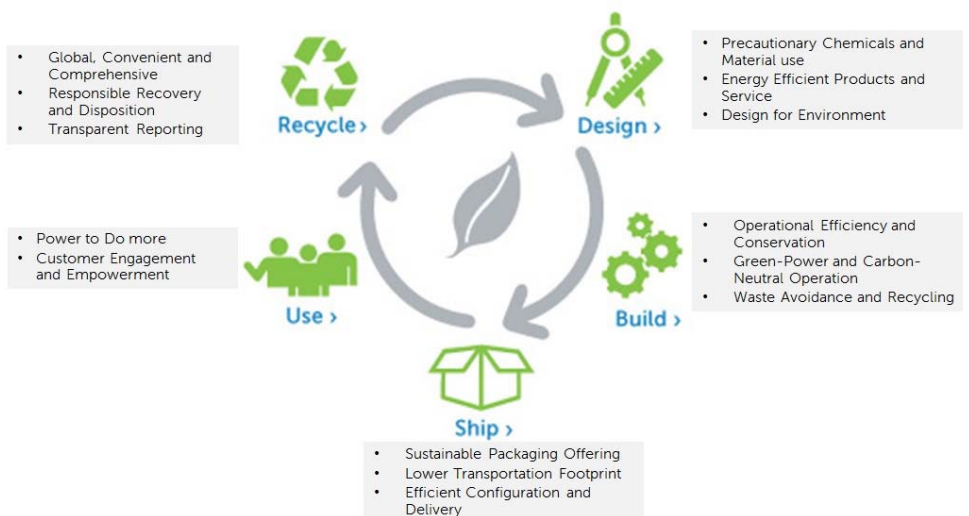 • Global, Convenient and
Comprehensive
• Responsible Recovery
and Disposition
• Transparent Reporting
Recycle ›
Design ›
• Precautionary Chemicals and
Material use
• Energy Efficient Products and
Service
• Design for Environment
• Power to Do more
• Customer Engagement
and Empowerment
Use ›
Build ›
• Operational Efficiency and
Conservation
• Green-Power and Carbon-
Neutral Operation
• Waste Avoidance and Recycling
Ship ›
• Sustainable Packaging Offering
• Lower Transportation Footprint
• Efficient Configuration and
Delivery